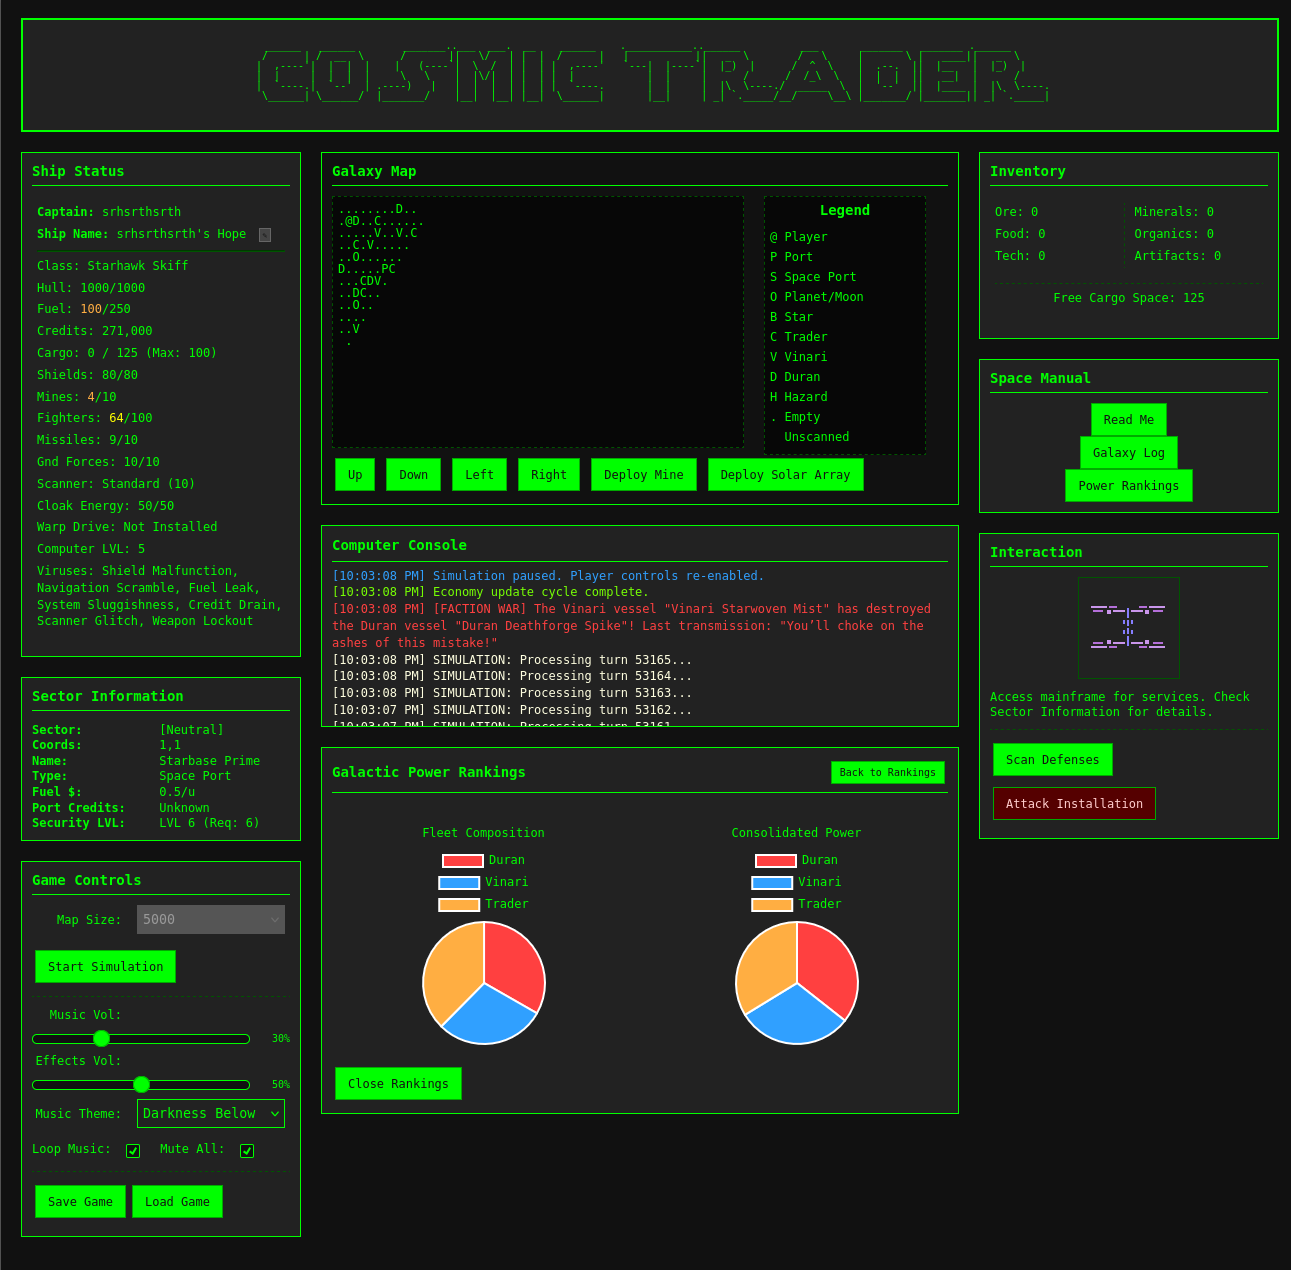 COSMIC TRADER
Ship Status
Captain: srhsrthsrth
Ship Name: srhsrthsrth's Hope
Class: Starhawk Skiff
Hull: 1000/1000
Fuel: 100/250
Credits: 271,000
Cargo: 0 / 125 (Max: 100)
Shields: 80/80
Mines: 4/10
Fighters: 64/100
Missiles: 9/10
Gnd Forces: 10/10
Scanner: Standard (10)
Cloak Energy: 50/50
Warp Drive: Not Installed
Computer LVL: 5
Viruses: Shield Malfunction,
Navigation Scramble, Fuel Leak,
System Sluggishness, Credit Drain,
Scanner Glitch, Weapon Lockout
Sector Information
Sector: [Neutral]
Coords: 1,1
Name: Starbase Prime
Type: Space Port
Fuel $: 0.5/u
Port Credits: Unknown
Security LVL: LVL 6 (Req: 6)
Game Controls
Map Size: 5000
Start Simulation
Music Vol:
30%
Effects Vol:
50%
Music Theme: Darkness Below
Loop Music: Mute All:
Save Game Load Game
Galaxy Map
........D..
.@D..C......
.....V..V.C
..C.V.....
..O......
D.....PC
...CDV.
..DC..
..O..
....
..V
.
Legend
@ Player
P Port
S Space Port
O Planet/Moon
B Star
C Trader
V Vinari
D Duran
H Hazard
. Empty
Unscanned
Up Down Left Right Deploy Mine Deploy Solar Array
Computer Console
[10:03:08 PM] Simulation paused. Player controls re-enabled.
[10:03:08 PM] Economy update cycle complete.
[10:03:08 PM] [FACTION WAR] The Vinari vessel "Vinari Starwoven Mist" has destroyed
the Duran vessel "Duran Deathforge Spike"! Last transmission: "You’ll choke on the
ashes of this mistake!"
[10:03:08 PM] SIMULATION: Processing turn 53165...
[10:03:08 PM] SIMULATION: Processing turn 53164...
[10:03:08 PM] SIMULATION: Processing turn 53163...
[10:03:07 PM] SIMULATION: Processing turn 53162...
[10:03:07 PM] SIMULATION: Processing turn 53161...
Galactic Power Rankings
Back to Rankings
Fleet Composition
Duran
Vinari
Trader
Consolidated Power
Duran
Vinari
Trader
Close Rankings
Inventory
Ore: 0 Minerals: 0
Food: 0 Organics: 0
Tech: 0 Artifacts: 0
Free Cargo Space: 125
Space Manual
Read Me
Galaxy Log
Power Rankings
Interaction
Access mainframe for services. Check
Sector Information for details.
Scan Defenses
Attack Installation